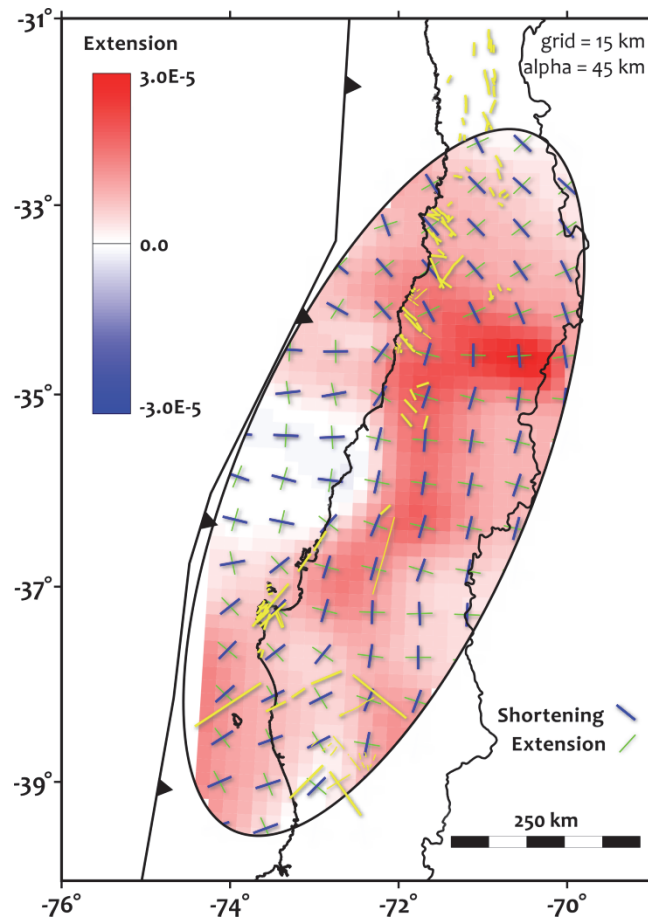 -31°
Extension
3.0E-5
0.0
-3.0E-5
grid = 15 km
alpha = 45 km
-33°
-35°
-37°
-39°
Shortening
Extension
250 km
-76°
-74°
-72°
-70°